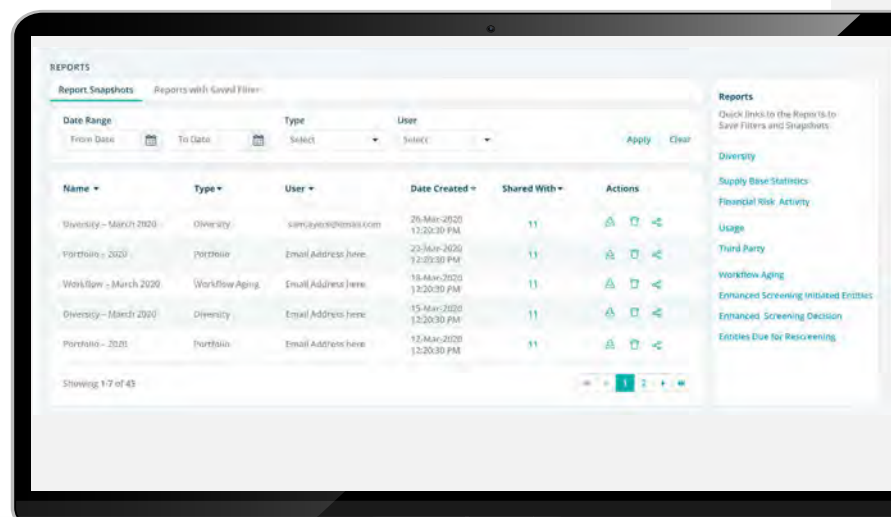 REPORTS
Report Snapshots Reports with Saved Filter
Date Range Type User
From Date To Date Select Select Apply Clear
Name Type User Date Created Shared With Actions
Diversity – March 2020 Diversity 26-Mar-2020 12:20:30 PM 11
Portfolio – 2020 Portfolio Email Address here 12:20:30 PM 11
Workflow – March 2020 Workflow Aging Email Address here 18-Mar-2020 12:20:30 PM 11
Diversity – March 2020 Diversity Email Address here 15-Mar-2020 12:20:30 PM 11
Portfolio – 2020 Portfolio Email Address here 12-Mar-2020 12:20:30 PM 11
Showing 1-7 of 43 1 2
Reports
Quick links to the Reports to
Save Filters and Snapshots
Diversity
Supply Base Statistics
Financial Risk Activity
Usage
Third Party
Workflow Aging
Enhanced Screening Initiated Entities
Enhanced Screening Decision
Entities Due for Rescreening